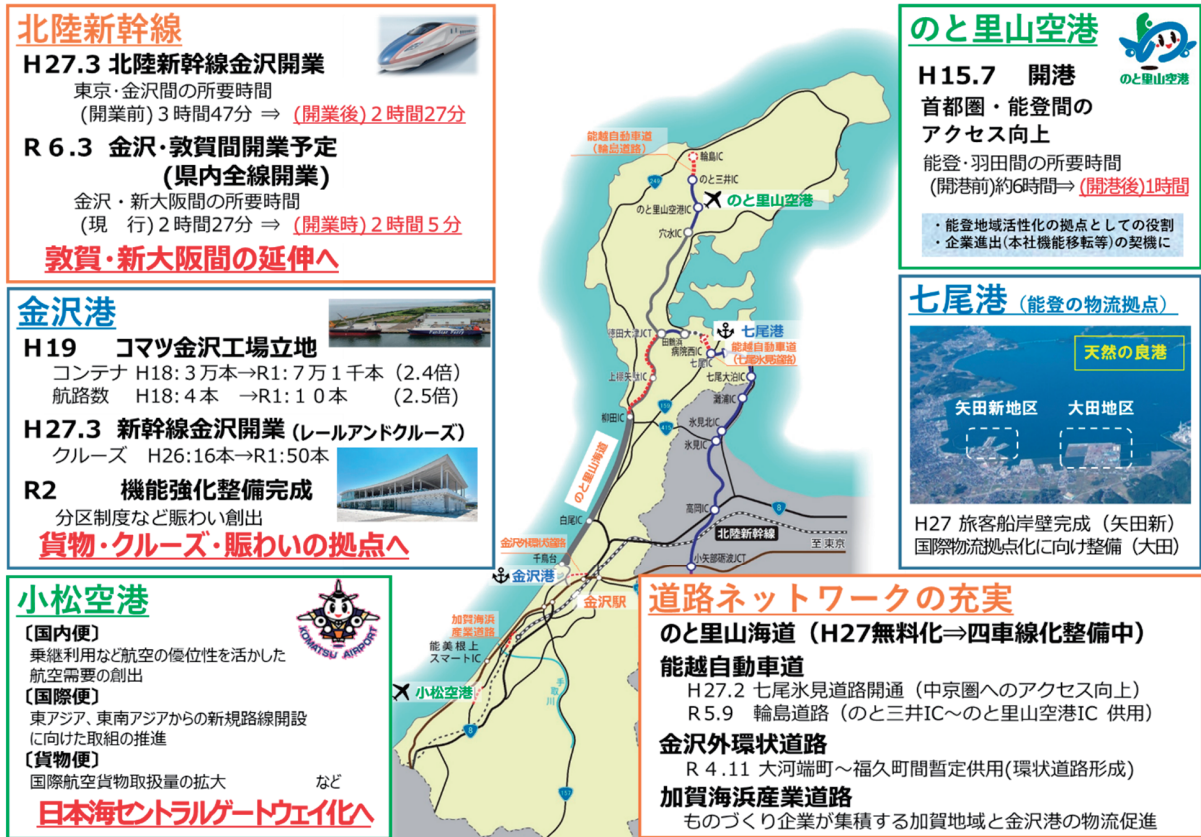 北陸新幹線
H27.3 北陸新幹線金沢開業
東京・金沢間の所要時間
(開業前)３時間47分 ⇒ (開業後)２時間27分
R 6.3 金沢・敦賀間開業予定
(県内全線開業)
金沢・新大阪間の所要時間
(現　行)２時間27分 ⇒ (開業時)２時間５分
敦賀・新大阪間の延伸へ
金沢港
H19　コマツ金沢工場立地
コンテナ H18:３万本→R1:７万１千本（2.4倍）
航路数　H18:４本　→R1:１０本　　(2.5倍)
H27.3 新幹線金沢開業（レールアンドクルーズ）
クルーズ　H26:16本→R1:50本
R2　機能強化整備完成
分区制度など賑わい創出
貨物・クルーズ・賑わいの拠点へ
小松空港
KOMATSU AIRPORT
〔国内便〕
乗継利用など航空の優位性を活かした
航空需要の創出
〔国際便〕
東アジア、東南アジアからの新規路線開設
に向けた取組の推進
〔貨物便〕
国際航空貨物取扱量の拡大　　　など
日本海セントラルゲートウェイ化へ
能越自動車道
（輪島道路）
輪島IC
249
のと三井IC
のと里山空港
のと里山空港IC
穴水IC
徳田大津JCT
田鶴浜
病院西IC
七尾港
能越自動車道
（七尾氷見道路）
七尾IC
七尾大泊IC
上棚矢駄IC
灘浦IC
柳田IC
159
415
氷見北IC
氷見IC
のと里山海道
高岡IC
8
白尾IC
北陸新幹線
至 東京
金沢外環状道路
千鳥台
小矢部砺波JCT
金沢港
金沢駅
加賀海浜
産業道路
能美根上
スマートIC
手取川
小松空港
8
157
のと里山空港
のと里山空港
H15.7　開港
首都圏・能登間の
アクセス向上
能登・羽田間の所要時間
(開港前)約6時間⇒ (開港後)1時間
・能登地域活性化の拠点としての役割
・企業進出(本社機能移転等)の契機に
七尾港（能登の物流拠点）
天然の良港
矢田新地区
大田地区
H27 旅客船岸壁完成（矢田新）
国際物流拠点化に向け整備（大田）
道路ネットワークの充実
のと里山海道（H27無料化⇒四車線化整備中）
能越自動車道
H27.2 七尾氷見道路開通（中京圏へのアクセス向上）
R5.9　輪島道路（のと三井IC～のと里山空港IC 供用）
金沢外環状道路
R 4.11 大河端町～福久町間暫定供用(環状道路形成)
加賀海浜産業道路
ものづくり企業が集積する加賀地域と金沢港の物流促進